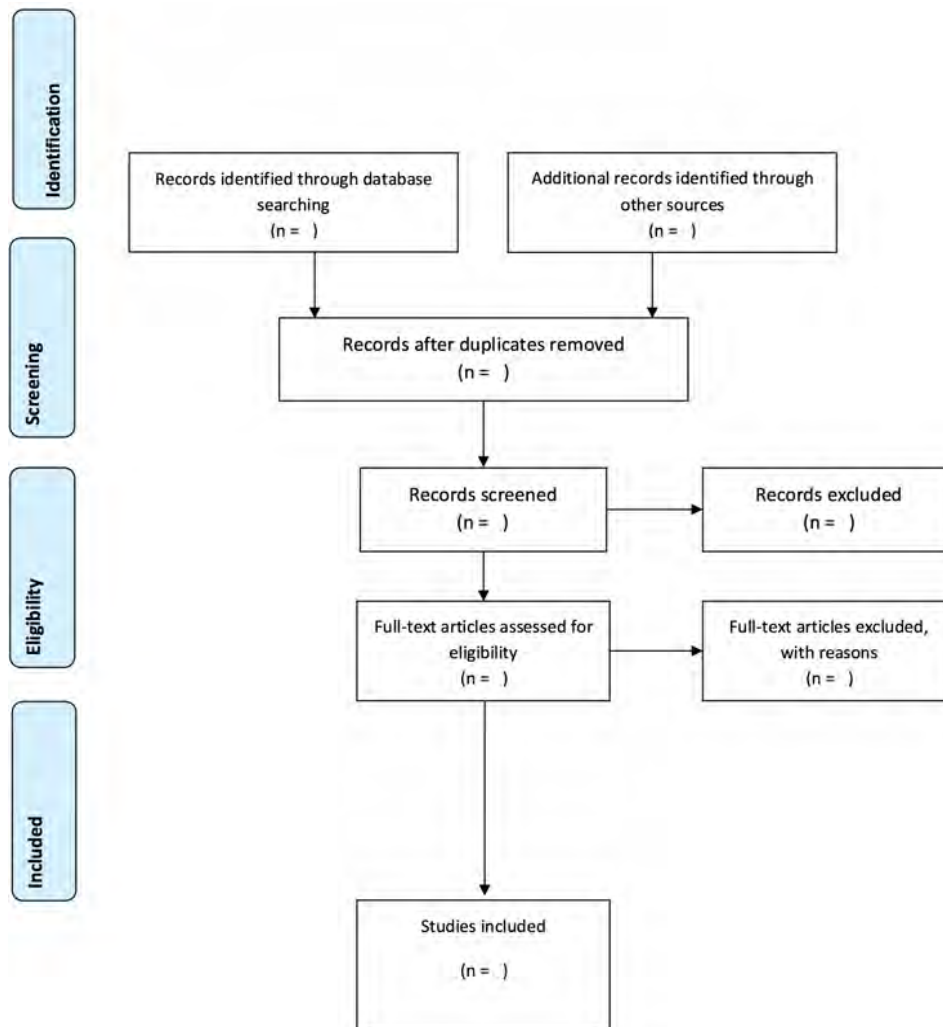 Identification
Records identified through database
searching
(n =   )
Additional records identified through
other sources
(n =   )
Screening
Records after duplicates removed
(n =   )
Records screened
(n =   )
Records excluded
(n =   )
Eligibility
Full-text articles assessed for
eligibility
(n =   )
Full-text articles excluded,
with reasons
(n =   )
Included
Studies included
(n =   )